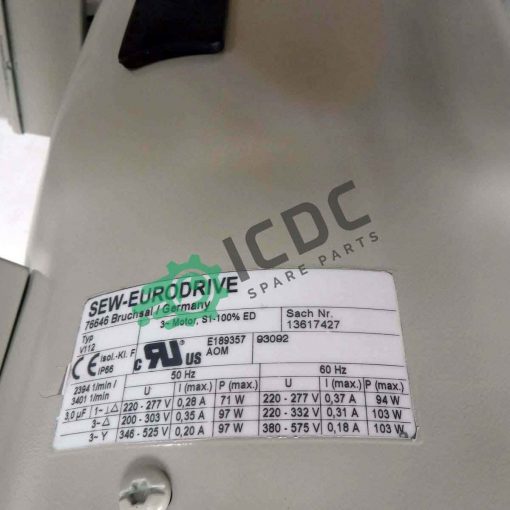 ICDC
SPARE PARTS
SEW-EURODRIVE
76646 Bruchsal / Germany
Typ
V112
3~ Motor, S1-100% ED
Sach Nr.
13617427
CE Isol.-Kl. F
IP66
c RU US
E189357
AOM
93092
50 Hz 60 Hz
2394 1/min /
3401 1/min
U I (max.) P (max.) U I (max.) P (max.)
3,0 µF 1~ ⊥ △ 220 - 277 V 0,28 A 71 W 220 - 277 V 0,37 A 94 W
3~ △ 200 - 303 V 0,35 A 97 W 220 - 332 V 0,31 A 103 W
3~ Y 346 - 525 V 0,20 A 97 W 380 - 575 V 0,18 A 103 W